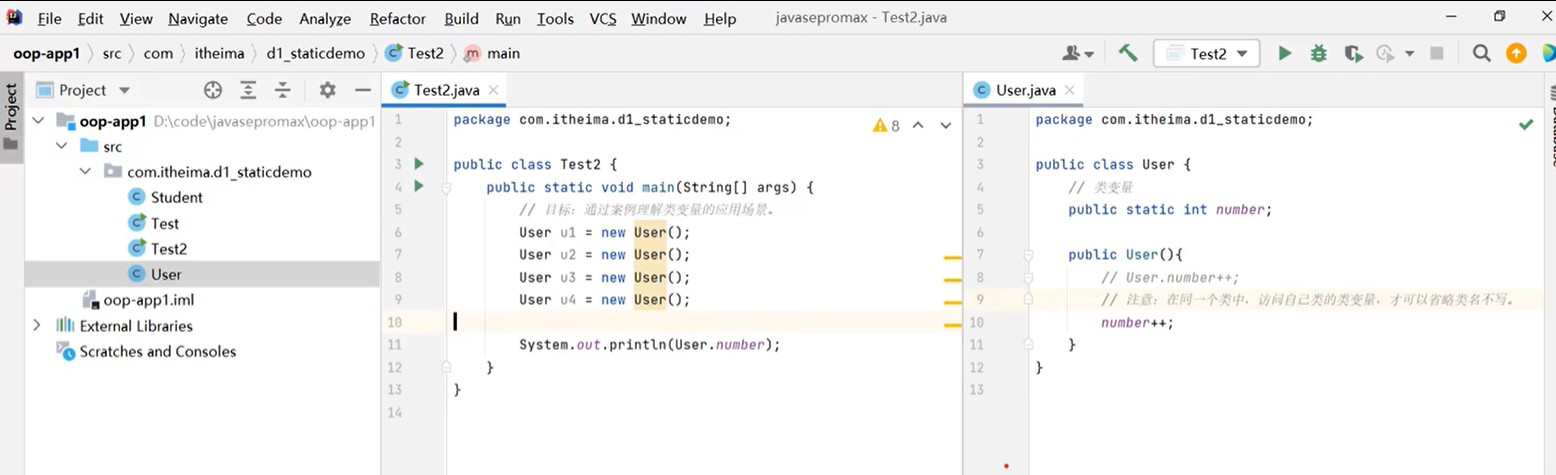 File Edit View Navigate Code Analyze Refactor Build Run Tools VCS Window Help javasepromax - Test2.java
oop-app1 src com itheima d1_staticdemo Test2 main Test2
Project
Project
oop-app1 D:\code\javasepromax\oop-app1
src
com.itheima.d1_staticdemo
Student
Test
Test2
User
oop-app1.iml
External Libraries
Scratches and Consoles
Test2.java
8
1 package com.itheima.d1_staticdemo;
2
3 public class Test2 {
4 public static void main(String[] args) {
5 // 目标：通过案例理解类变量的应用场景。
6 User u1 = new User();
7 User u2 = new User();
8 User u3 = new User();
9 User u4 = new User();
10
11 System.out.println(User.number);
12 }
13 }
14
User.java
1 package com.itheima.d1_staticdemo;
2
3 public class User {
4 // 类变量
5 public static int number;
6
7 public User(){
8 // User.number++;
9 // 注意：在同一个类中，访问自己类的类变量，才可以省略类名不写。
10 number++;
11 }
12 }
13
Database